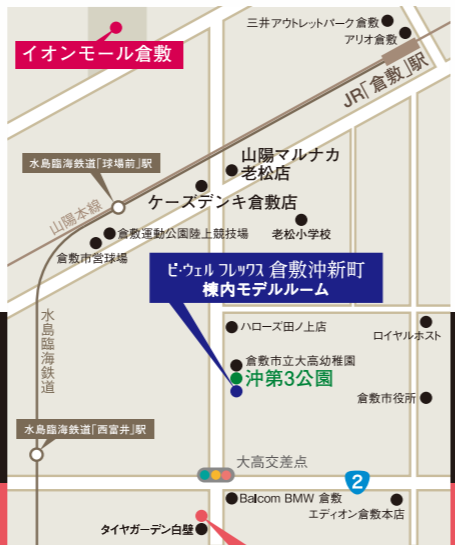 三井アウトレットパーク倉敷
アリオ倉敷
イオンモール倉敷
JR「倉敷」駅
山陽マルナカ
老松店
水島臨海鉄道「球場前」駅
ケーズデンキ倉敷店
山陽本線
倉敷運動公園陸上競技場
老松小学校
倉敷市営球場
ビ・ウェル フレックス 倉敷沖新町
棟内モデルルーム
水島臨海鉄道
ハローズ田ノ上店
ロイヤルホスト
倉敷市立大高幼稚園
沖第3公園
倉敷市役所
水島臨海鉄道「西富井」駅
大高交差点
2
Balcom BMW 倉敷
エディオン倉敷本店
タイヤガーデン白壁